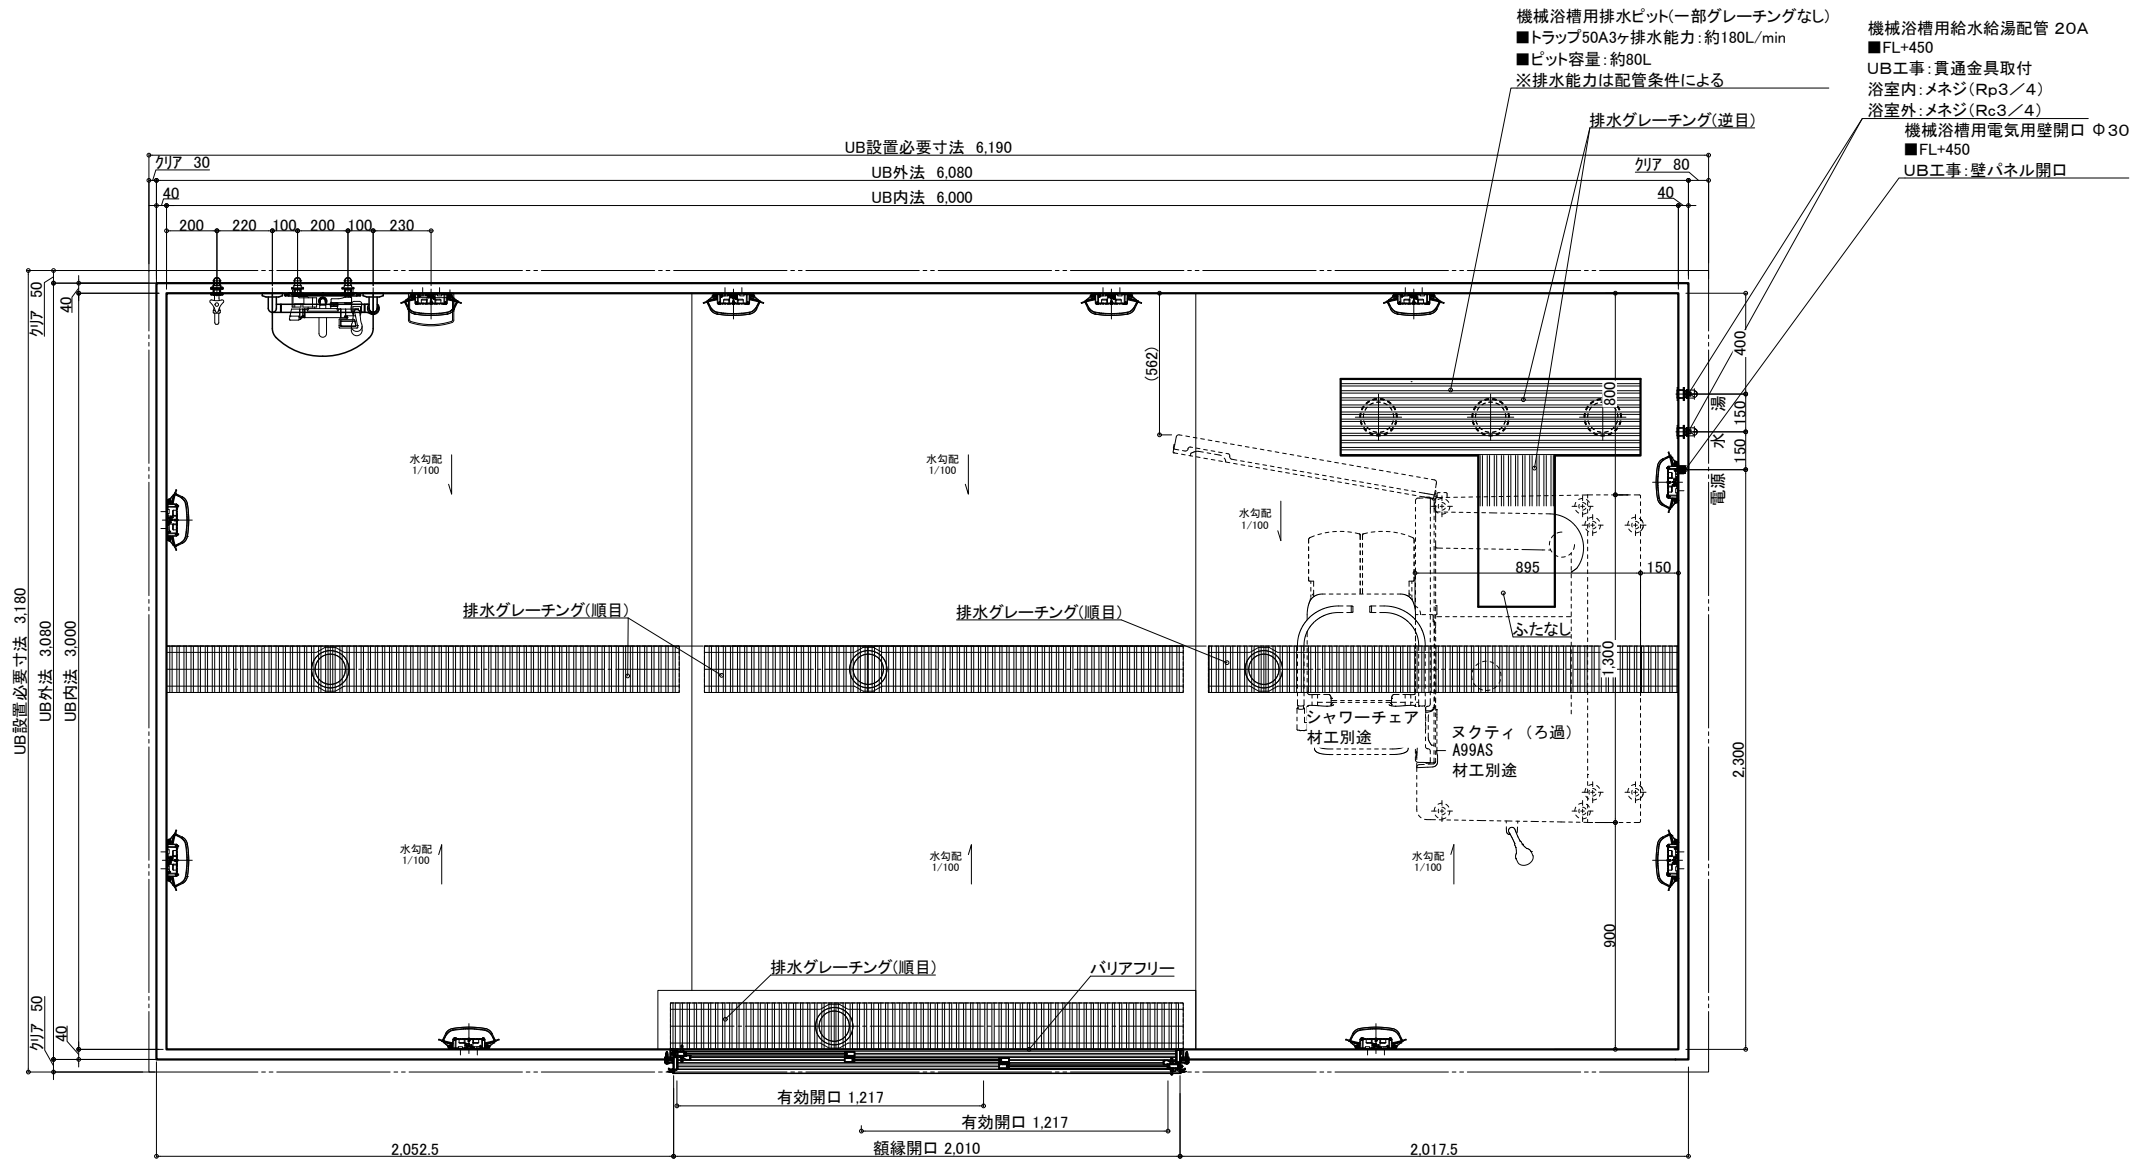 機械浴槽用排水ピット(一部グレーチングなし)
■トラップ50A3ヶ排水能力:約180L/min
■ピット容量:約80L
※排水能力は配管条件による
機械浴槽用給水給湯配管 20A
■FL+450
UB工事:貫通金具取付
浴室内:メネジ(Rp3/4)
浴室外:メネジ(Rc3/4)
排水グレーチング(逆目)
機械浴槽用電気用壁開口 Φ30
■FL+450
UB工事:壁パネル開口
UB設置必要寸法 6,190
クリア 30
UB外法 6,080
クリア 80
40
UB内法 6,000
40
200
220
100
200
100
230
クリア 50
40
(562)
800
400
湯
150
水
150
電源
水勾配
1/100
水勾配
1/100
水勾配
1/100
895
150
UB設置必要寸法 3,180
UB外法 3,080
UB内法 3,000
排水グレーチング(順目)
排水グレーチング(順目)
ふたなし
1,300
シャワーチェア
材工別途
ヌクティ (ろ過)
A99AS
材工別途
2,300
水勾配
1/100
水勾配
1/100
水勾配
1/100
900
排水グレーチング(順目)
バリアフリー
クリア 50
40
有効開口 1,217
有効開口 1,217
2,052.5
額縁開口 2,010
2,017.5